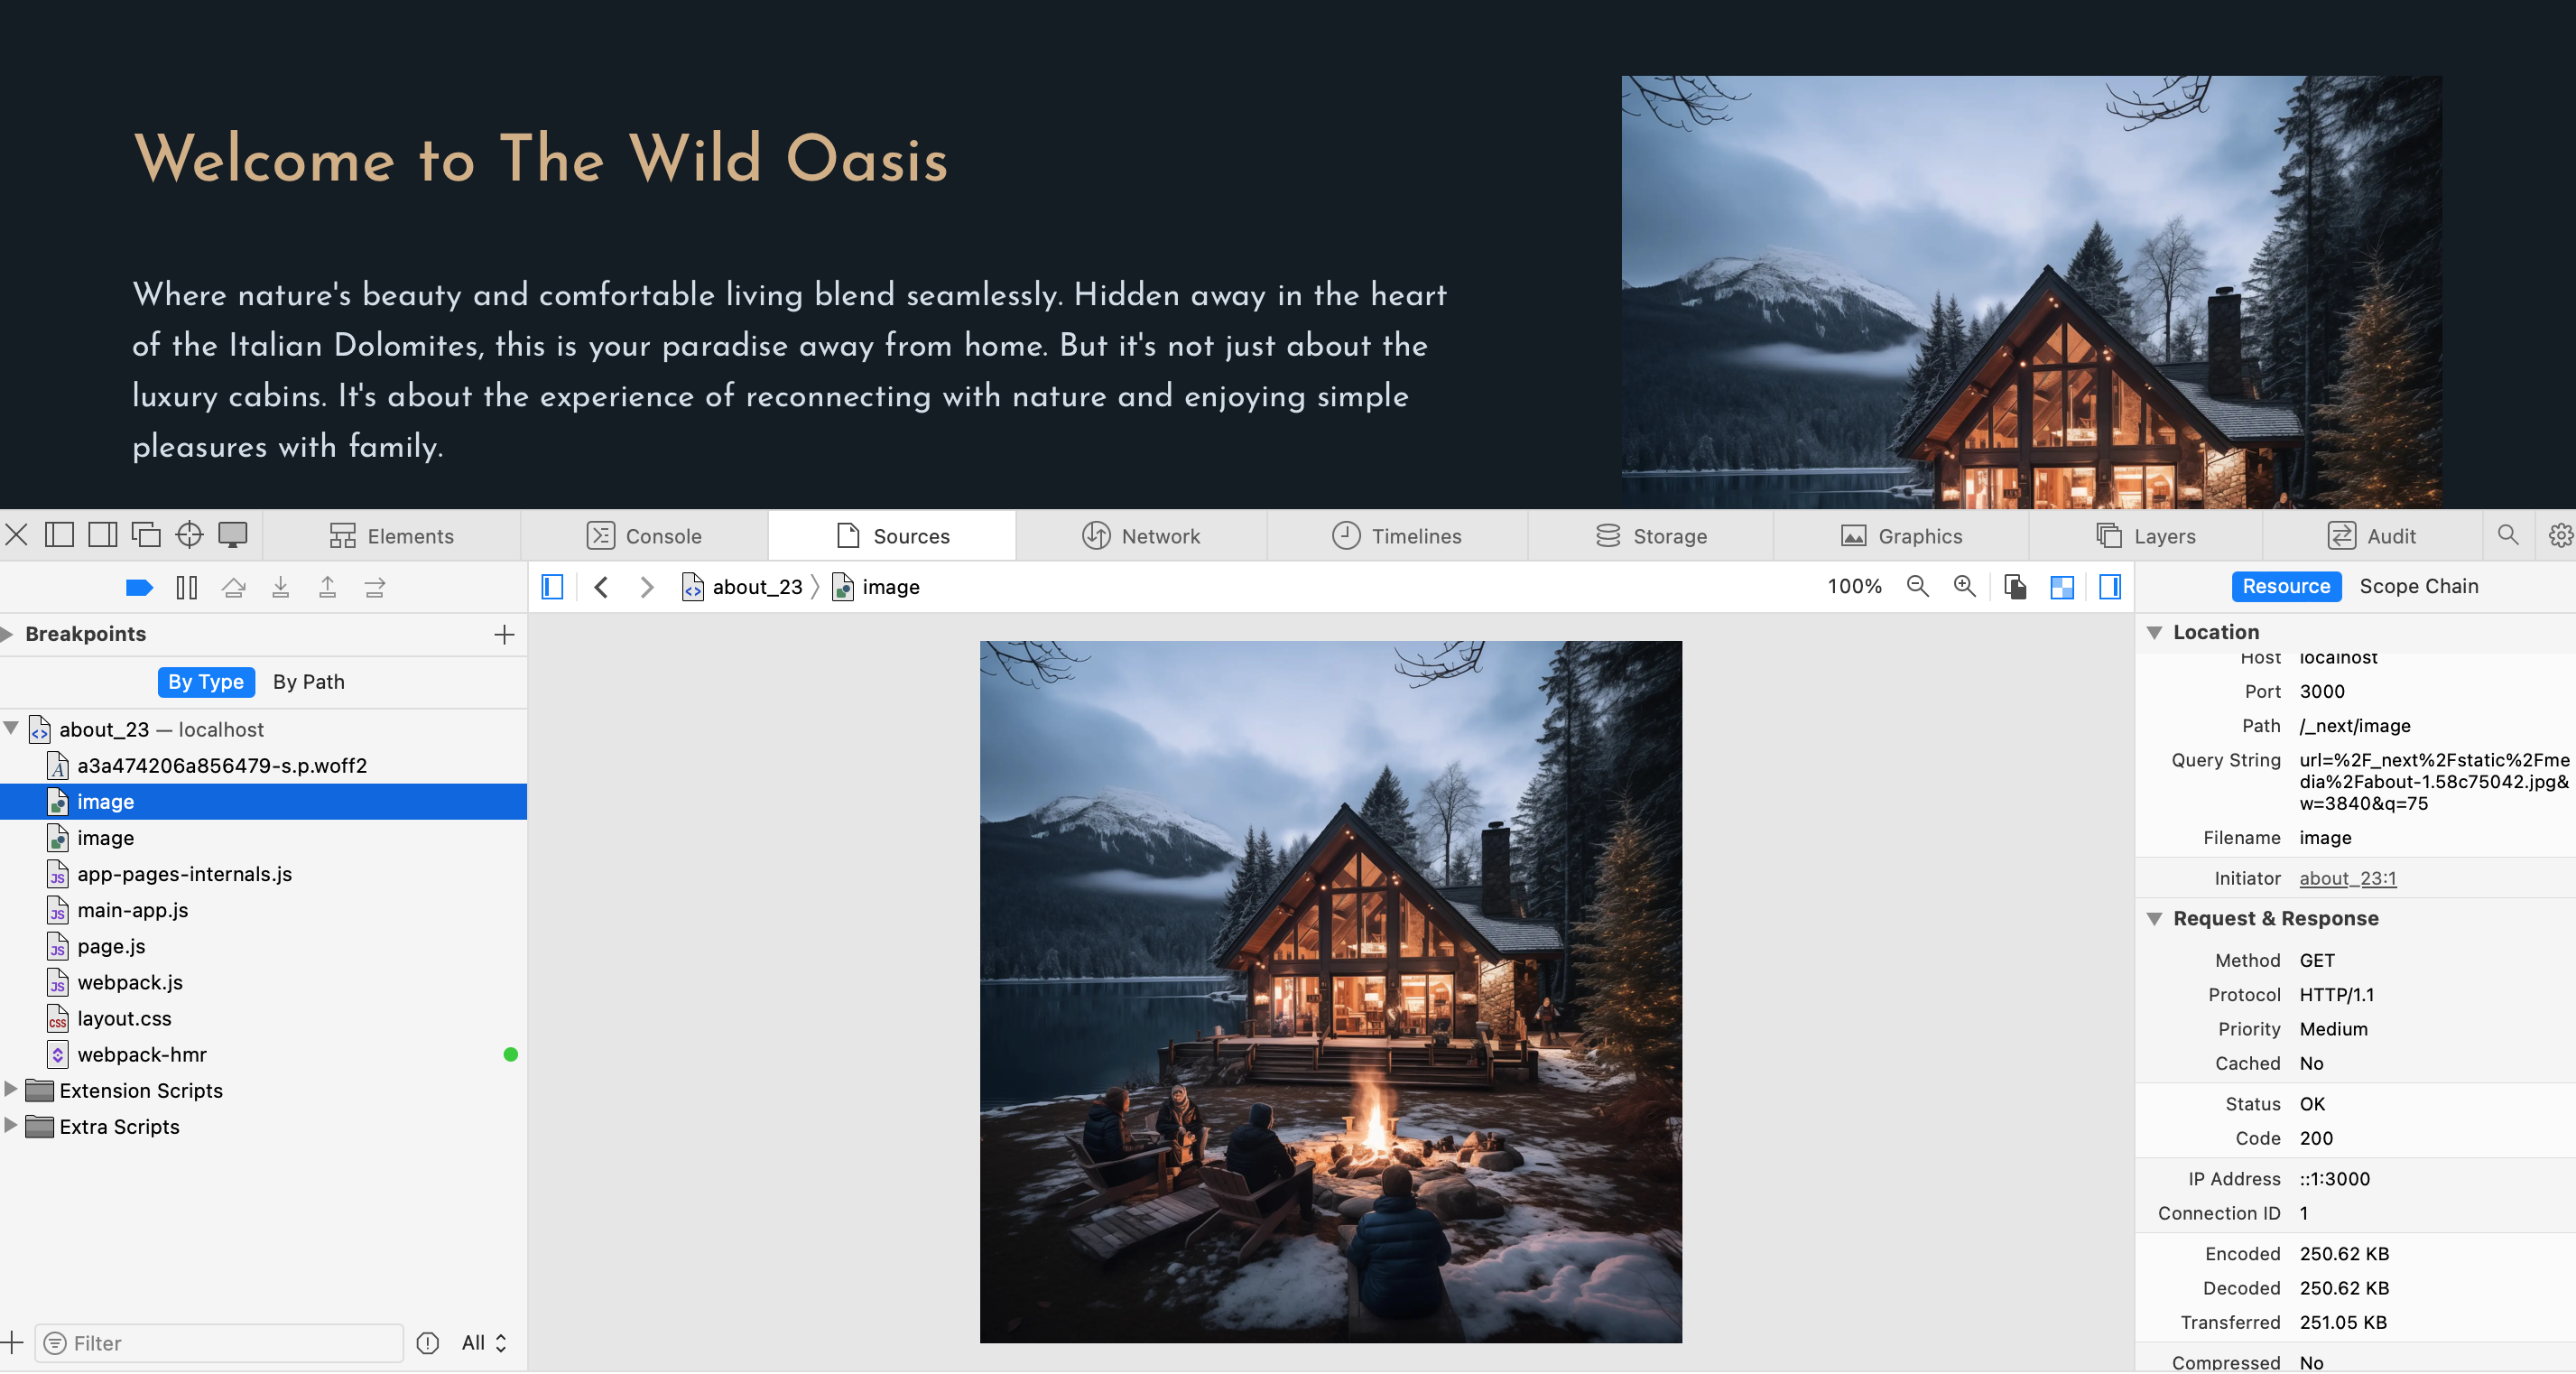 Welcome to The Wild Oasis
Where nature's beauty and comfortable living blend seamlessly. Hidden away in the heart
of the Italian Dolomites, this is your paradise away from home. But it's not just about the
luxury cabins. It's about the experience of reconnecting with nature and enjoying simple
pleasures with family.
Elements
Console
Sources
Network
Timelines
Storage
Graphics
Layers
Audit
about_23
image
100%
Resource
Scope Chain
Breakpoints
By Type
By Path
about_23 — localhost
a3a474206a856479-s.p.woff2
image
image
app-pages-internals.js
main-app.js
page.js
webpack.js
layout.css
webpack-hmr
Extension Scripts
Extra Scripts
Filter
All
Location
Host localhost
Port 3000
Path /_next/image
Query String url=%2F_next%2Fstatic%2Fme
dia%2Fabout-1.58c75042.jpg&
w=3840&q=75
Filename image
Initiator about_23:1
Request & Response
Method GET
Protocol HTTP/1.1
Priority Medium
Cached No
Status OK
Code 200
IP Address ::1:3000
Connection ID 1
Encoded 250.62 KB
Decoded 250.62 KB
Transferred 251.05 KB
Compressed No